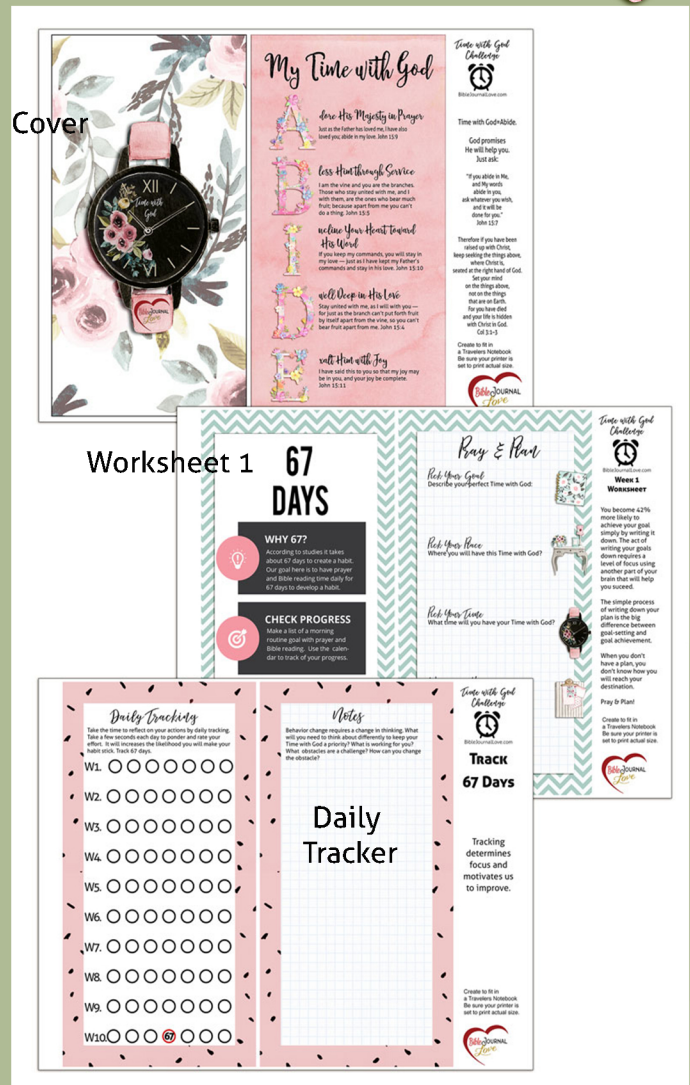 Cover
XII
Time with
God
VI
Bible JOURNAL
Love
My Time with God
Adore His Majesty in Prayer
Just as the Father has loved me, I have also
loved you; abide in my love. John 15:9
Bless Him through Service
I am the vine and you are the branches.
Those who stay united with me, and I
with them, are the ones who bear much
fruit; because apart from me you can't
do a thing. John 15:5
Incline Your Heart toward
His Word
If you keep my commands, you will stay in
my love — just as I have kept my Father's
commands and stay in his love. John 15:10
Dwell Deep in His Love
Stay united with me, as I will with you —
for just as the branch can't put forth fruit
by itself apart from the vine, so you can't
bear fruit apart from me. John 15:4
Exalt Him with Joy
I have said this to you so that my joy may
be in you, and your joy be complete.
John 15:11
Time with God
Challenge
BibleJournalLove.com
Time with God=Abide.
God promises
He will help you.
Just ask:
"If you abide in Me,
and My words
abide in you,
ask whatever you wish,
and it will be
done for you."
John 15:7
Therefore if you have been
raised up with Christ,
keep seeking the things above,
where Christ is,
seated at the right hand of God.
Set your mind
on the things above,
not on the things
that are on Earth.
For you have died
and your life is hidden
with Christ in God.
Col 3:1-3
Create to fit in
a Travelers Notebook
Be sure your printer is
set to print actual size.
Bible JOURNAL
Love
Worksheet 1
67
DAYS
WHY 67?
According to studies it takes
about 67 days to create a habit.
Our goal here is to have prayer
and Bible reading time daily for
67 days to develop a habit.
CHECK PROGRESS
Make a list of a morning
routine goal with prayer and
Bible reading. Use the calen-
dar to track of your progress.
Pray & Plan
Pick Your Goal
Describe your perfect Time with God:
Pick Your Place
Where you will have this Time with God?
Pick Your Time
What time will you have your Time with God?
Time with God
Challenge
BibleJournalLove.com
Week 1
Worksheet
You become 42%
more likely to
achieve your goal
simply by writing it
down. The act of
writing your goals
down requires a
level of focus using
another part of your
brain that will help
you suceed.
The simple process
of writing down your
plan is the big
difference between
goal-setting and
goal achievement.
When you don't
have a plan, you
don't know how you
will reach your
destination.
Pray & Plan!
Create to fit in
a Travelers Notebook
Be sure your printer is
set to print actual size.
Bible JOURNAL
Love
Daily Tracking
Take the time to reflect on your actions by daily tracking.
Take a few seconds each day to ponder and rate your
effort. It will increases the likelihood you will make your
habit stick. Track 67 days.
W1.
W2.
W3.
W4.
W5.
W6.
W7.
W8.
W9.
W10.
67
Notes
Behavior change requires a change in thinking. What
will you need to think about differently to keep your
Time with God a priority? What is working for you?
What obstacles are a challenge? How can you change
the obstacle?
Daily
Tracker
Time with God
Challenge
BibleJournalLove.com
Track
67 Days
Tracking
determines
focus and
motivates us
to improve.
Create to fit in
a Travelers Notebook
Be sure your printer is
set to print actual size.
Bible JOURNAL
Love